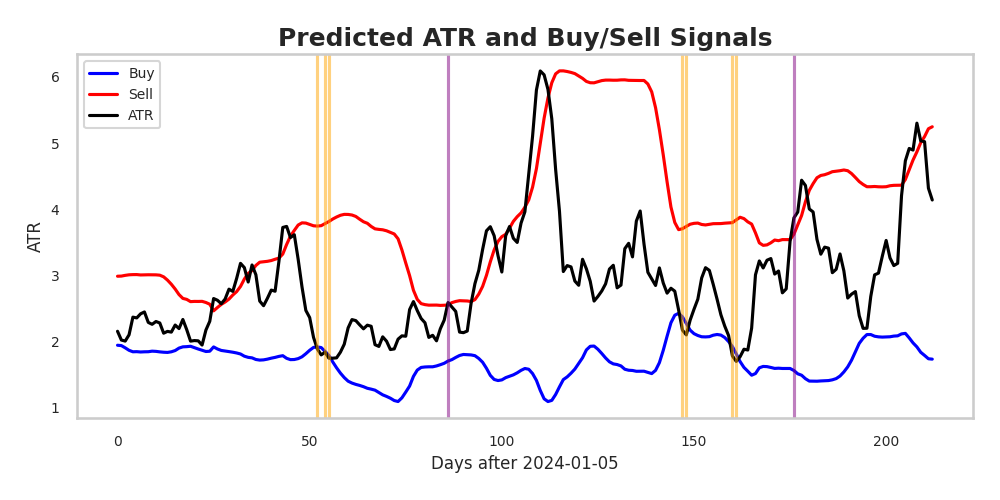 Predicted ATR and Buy/Sell Signals
Buy
Sell
ATR
6
5
4
3
2
1
ATR
0
50
100
150
200
Days after 2024-01-05